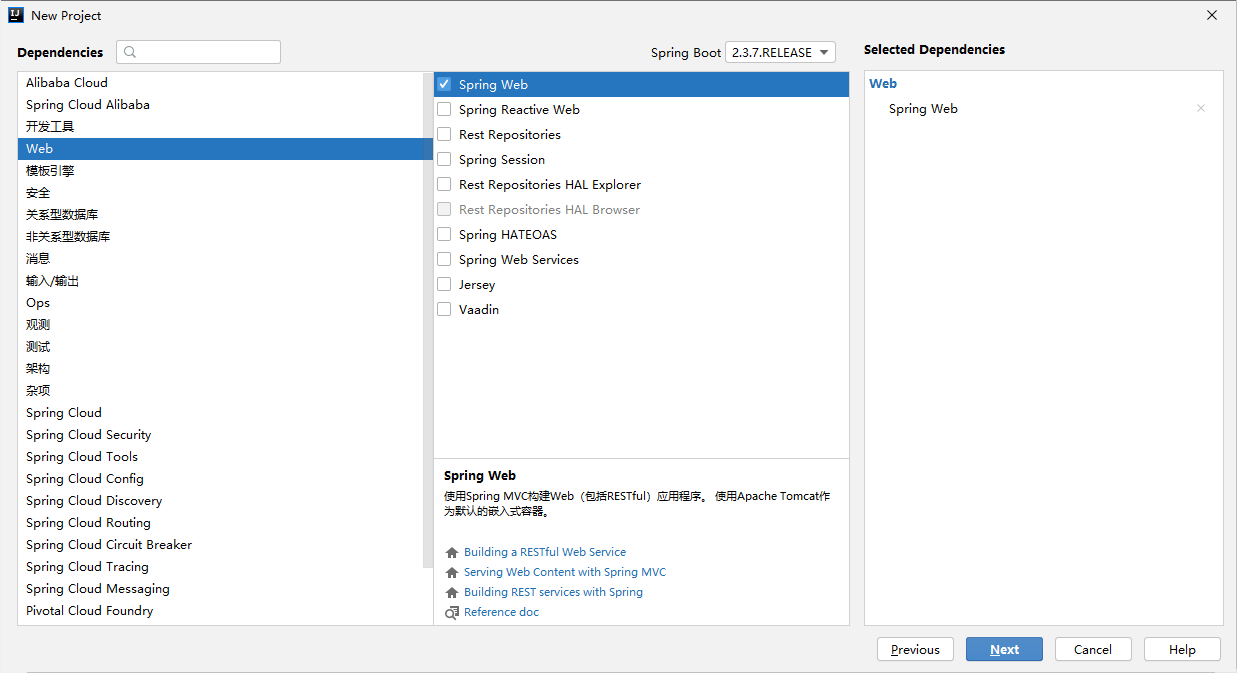 New Project
Dependencies
Spring Boot 2.3.7.RELEASE
Selected Dependencies
Alibaba Cloud
Spring Cloud Alibaba
开发工具
Web
模板引擎
安全
关系型数据库
非关系型数据库
消息
输入/输出
Ops
观测
测试
架构
杂项
Spring Cloud
Spring Cloud Security
Spring Cloud Tools
Spring Cloud Config
Spring Cloud Discovery
Spring Cloud Routing
Spring Cloud Circuit Breaker
Spring Cloud Tracing
Spring Cloud Messaging
Pivotal Cloud Foundry
Spring Web
Spring Reactive Web
Rest Repositories
Spring Session
Rest Repositories HAL Explorer
Rest Repositories HAL Browser
Spring HATEOAS
Spring Web Services
Jersey
Vaadin
Spring Web
使用Spring MVC构建Web（包括RESTful）应用程序。 使用Apache Tomcat作
为默认的嵌入式容器。
Building a RESTful Web Service
Serving Web Content with Spring MVC
Building REST services with Spring
Reference doc
Web
Spring Web
Previous
Next
Cancel
Help